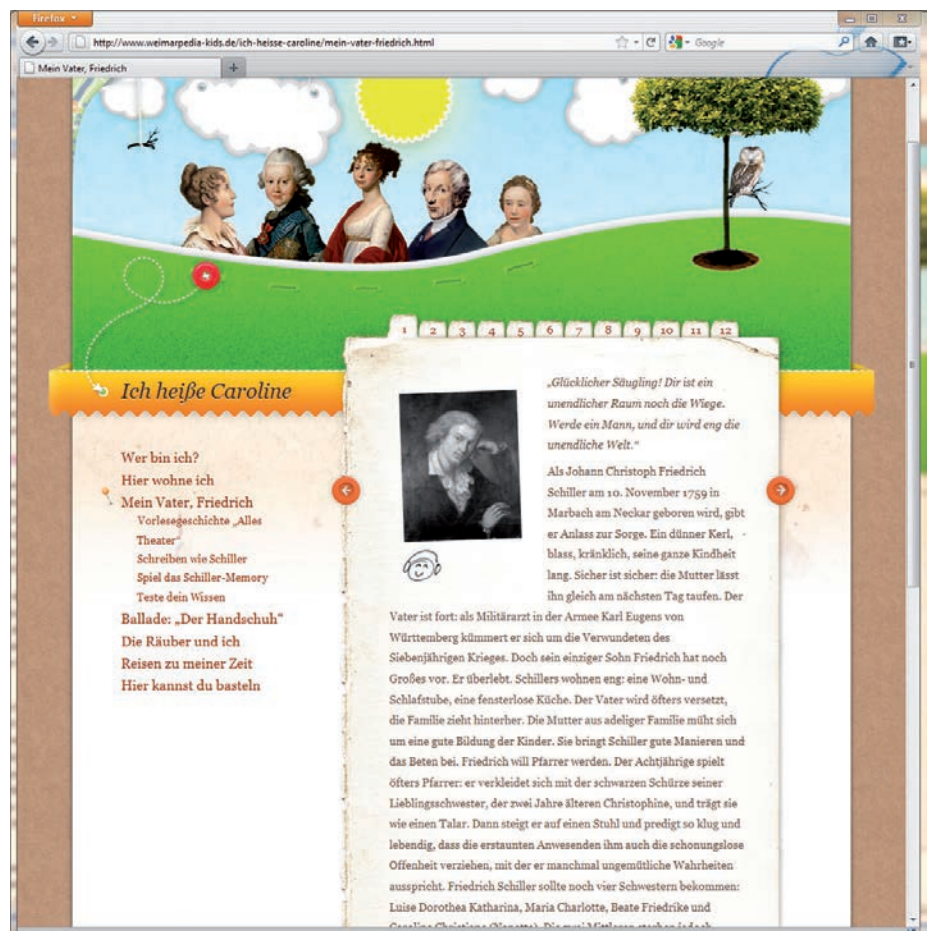 Firefox
http://www.weimarpedia-kids.de/ich-heisse-caroline/mein-vater-friedrich.html
Google
Mein Vater, Friedrich
1 2 3 4 5 6 7 8 9 10 11 12
Ich heiße Caroline
Wer bin ich?
Hier wohne ich
Mein Vater, Friedrich
Vorlesegeschichte „Alles
Theater“
Schreiben wie Schiller
Spiel das Schiller-Memory
Teste dein Wissen
Ballade: „Der Handschuh“
Die Räuber und ich
Reisen zu meiner Zeit
Hier kannst du basteln
„Glücklicher Säugling! Dir ist ein
unendlicher Raum noch die Wiege.
Werde ein Mann, und dir wird eng die
unendliche Welt.“
Als Johann Christoph Friedrich
Schiller am 10. November 1759 in
Marbach am Neckar geboren wird, gibt
er Anlass zur Sorge. Ein dünner Kerl,
blass, kränklich, seine ganze Kindheit
lang. Sicher ist sicher: die Mutter lässt
ihn gleich am nächsten Tag taufen. Der
Vater ist fort: als Militärarzt in der Armee Karl Eugens von
Württemberg kümmert er sich um die Verwundeten des
Siebenjährigen Krieges. Doch sein einziger Sohn Friedrich hat noch
Großes vor. Er überlebt. Schillers wohnen eng: eine Wohn- und
Schlafstube, eine fensterlose Küche. Der Vater wird öfters versetzt,
die Familie zieht hinterher. Die Mutter aus adeliger Familie müht sich
um eine gute Bildung der Kinder. Sie bringt Schiller gute Manieren und
das Beten bei. Friedrich will Pfarrer werden. Der Achtjährige spielt
öfters Pfarrer: er verkleidet sich mit der schwarzen Schürze seiner
Lieblingsschwester, der zwei Jahre älteren Christophine, und trägt sie
wie einen Talar. Dann steigt er auf einen Stuhl und predigt so klug und
lebendig, dass die erstaunten Anwesenden ihm auch die schonungslose
Offenheit verziehen, mit der er manchmal ungemütliche Wahrheiten
ausspricht. Friedrich Schiller sollte noch vier Schwestern bekommen:
Luise Dorothea Katharina, Maria Charlotte, Beate Friedrike und
Caroline Christiane (Nanette). Die zwei Mittleren sterben jedoch